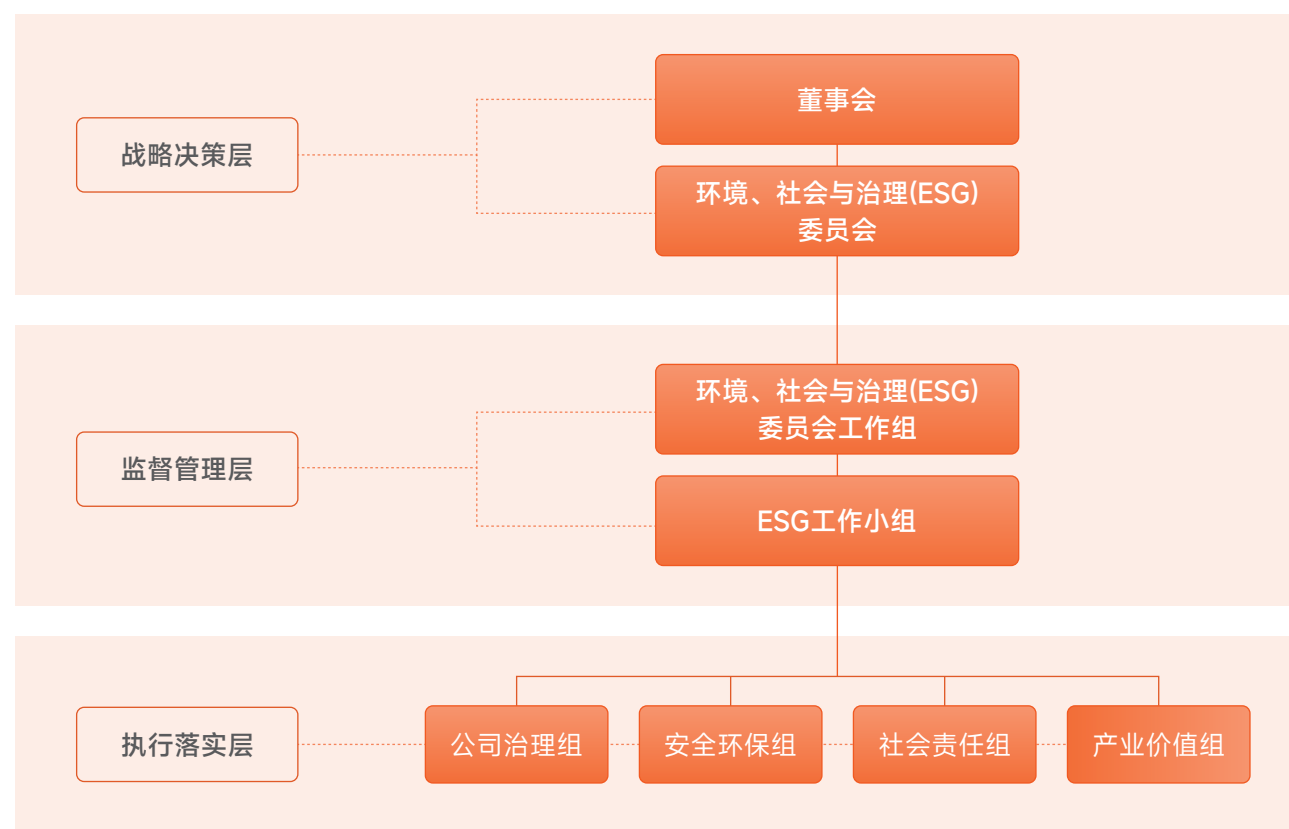 战略决策层
董事会
环境、社会与治理(ESG)
委员会
监督管理层
环境、社会与治理(ESG)
委员会工作组
ESG工作小组
执行落实层
公司治理组
安全环保组
社会责任组
产业价值组